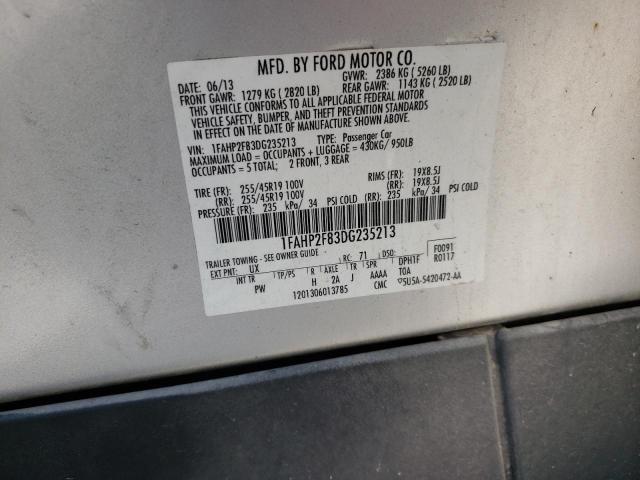 MFD. BY FORD MOTOR CO.
DATE: 06/13 GVWR: 2386 KG ( 5260 LB)
FRONT GAWR: 1279 KG ( 2820 LB) REAR GAWR: 1143 KG ( 2520 LB)
THIS VEHICLE CONFORMS TO ALL APPLICABLE FEDERAL MOTOR
VEHICLE SAFETY, BUMPER, AND THEFT PREVENTION STANDARDS
IN EFFECT ON THE DATE OF MANUFACTURE SHOWN ABOVE.
VIN: 1FAHP2F83DG235213 TYPE: Passenger Car
MAXIMUM LOAD = OCCUPANTS + LUGGAGE = 430KG/ 950LB
OCCUPANTS = 5 TOTAL; 2 FRONT, 3 REAR
TIRE (FR): 255/45R19 100V RIMS (FR): 19X8.5J
(RR): 255/45R19 100V (RR): 19X8.5J
PRESSURE (FR): 235 kPa/ 34 PSI COLD (RR): 235 kPa/ 34 PSI COLD
1FAHP2F83DG235213
TRAILER TOWING - SEE OWNER GUIDE RC: 71 DSO: F0091
EXT PNT: UX DPH1F R0117
INT TR TP/PS R AXLE TR SPR TOA
PW H 2A J AAAA
1201306013785 CMC 5U5A-5420472-AA